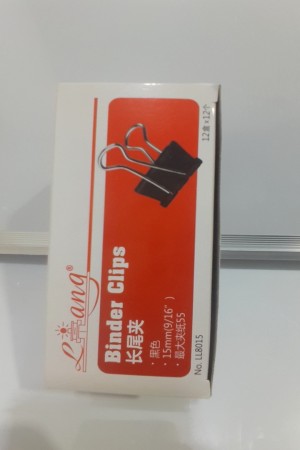 Liang®
Binder Clips
长尾夹
·黑色
·15mm(9/16")
·最大夹纸55
12盒×12个
No. LL8015